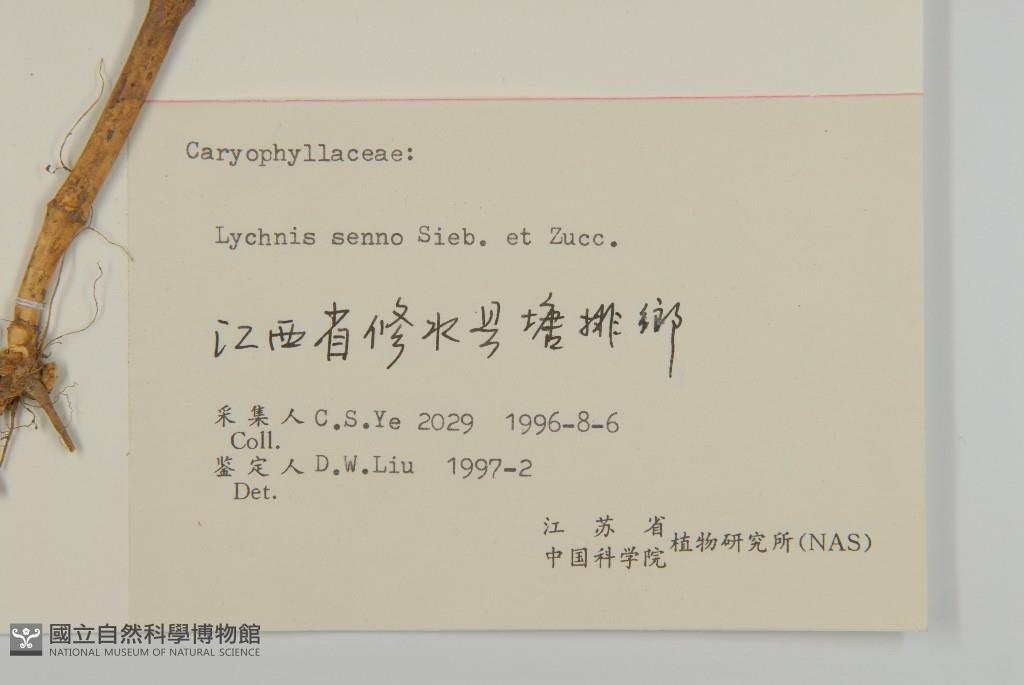 Caryophyllaceae:
Lychnis senno Sieb. et Zucc.
江西省修水县塘排鄉
采集人 C.S.Ye 2029 1996-8-6
Coll.
鉴定人 D.W.Liu 1997-2
Det.
江苏省
中国科学院 植物研究所(NAS)
國立自然科學博物館
NATIONAL MUSEUM OF NATURAL SCIENCE